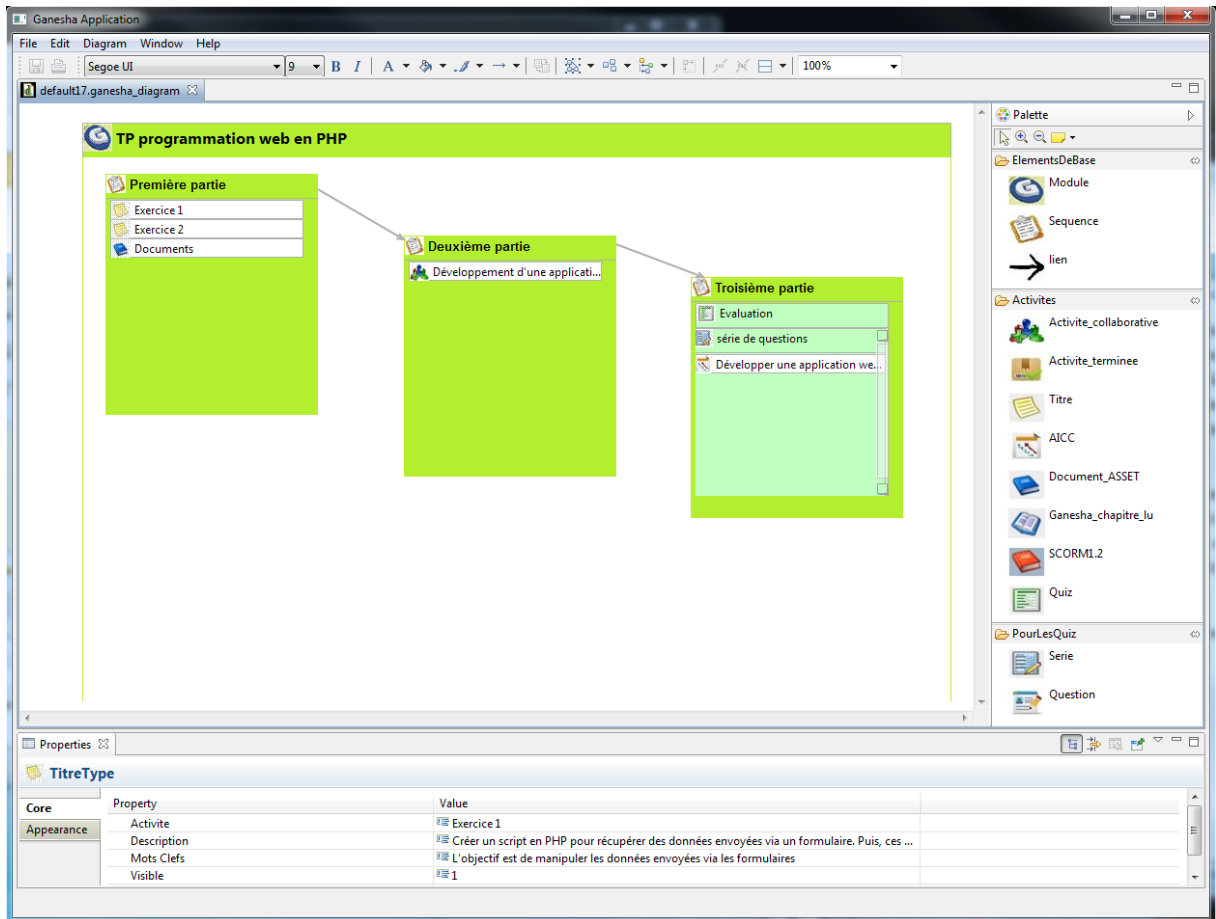 Ganesha Application
File Edit Diagram Window Help
Segoe UI 9 B I A 100%
default17.ganesha_diagram
TP programmation web en PHP
Première partie
Exercice 1
Exercice 2
Documents
Deuxième partie
Développement d'une applicati...
Troisième partie
Evaluation
série de questions
Développer une application we...
Palette
ElementsDeBase
Module
Sequence
lien
Activites
Activite_collaborative
Activite_terminee
Titre
AICC
Document_ASSET
Ganesha_chapitre_lu
SCORM1.2
Quiz
PourLesQuiz
Serie
Question
Properties
TitreType
Core
Appearance
Property Value
Activite Exercice 1
Description Créer un script en PHP pour récupérer des données envoyées via un formulaire. Puis, ces ...
Mots Clefs L'objectif est de manipuler les données envoyées via les formulaires
Visible 1